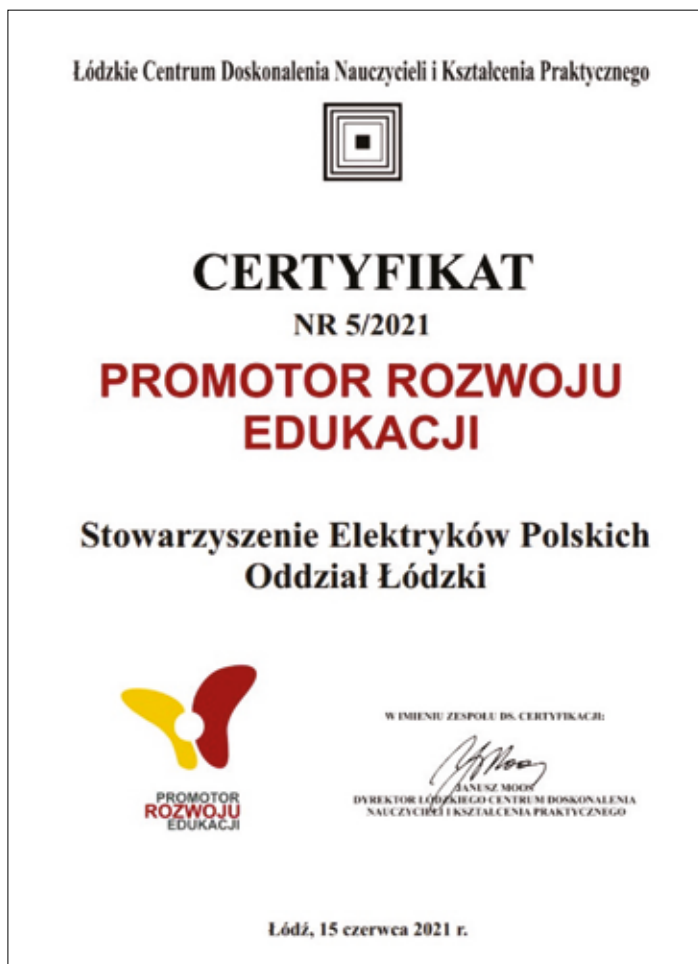 Łódzkie Centrum Doskonalenia Nauczycieli i Kształcenia Praktycznego
CERTYFIKAT
NR 5/2021
PROMOTOR ROZWOJU
EDUKACJI
Stowarzyszenie Elektryków Polskich
Oddział Łódzki
PROMOTOR
ROZWOJU
EDUKACJI
W IMIENIU ZESPOŁU DS. CERTYFIKACJI:
JANUSZ MOOS
DYREKTOR ŁÓDZKIEGO CENTRUM DOSKONALENIA
NAUCZYCIELI I KSZTAŁCENIA PRAKTYCZNEGO
Łódź, 15 czerwca 2021 r.